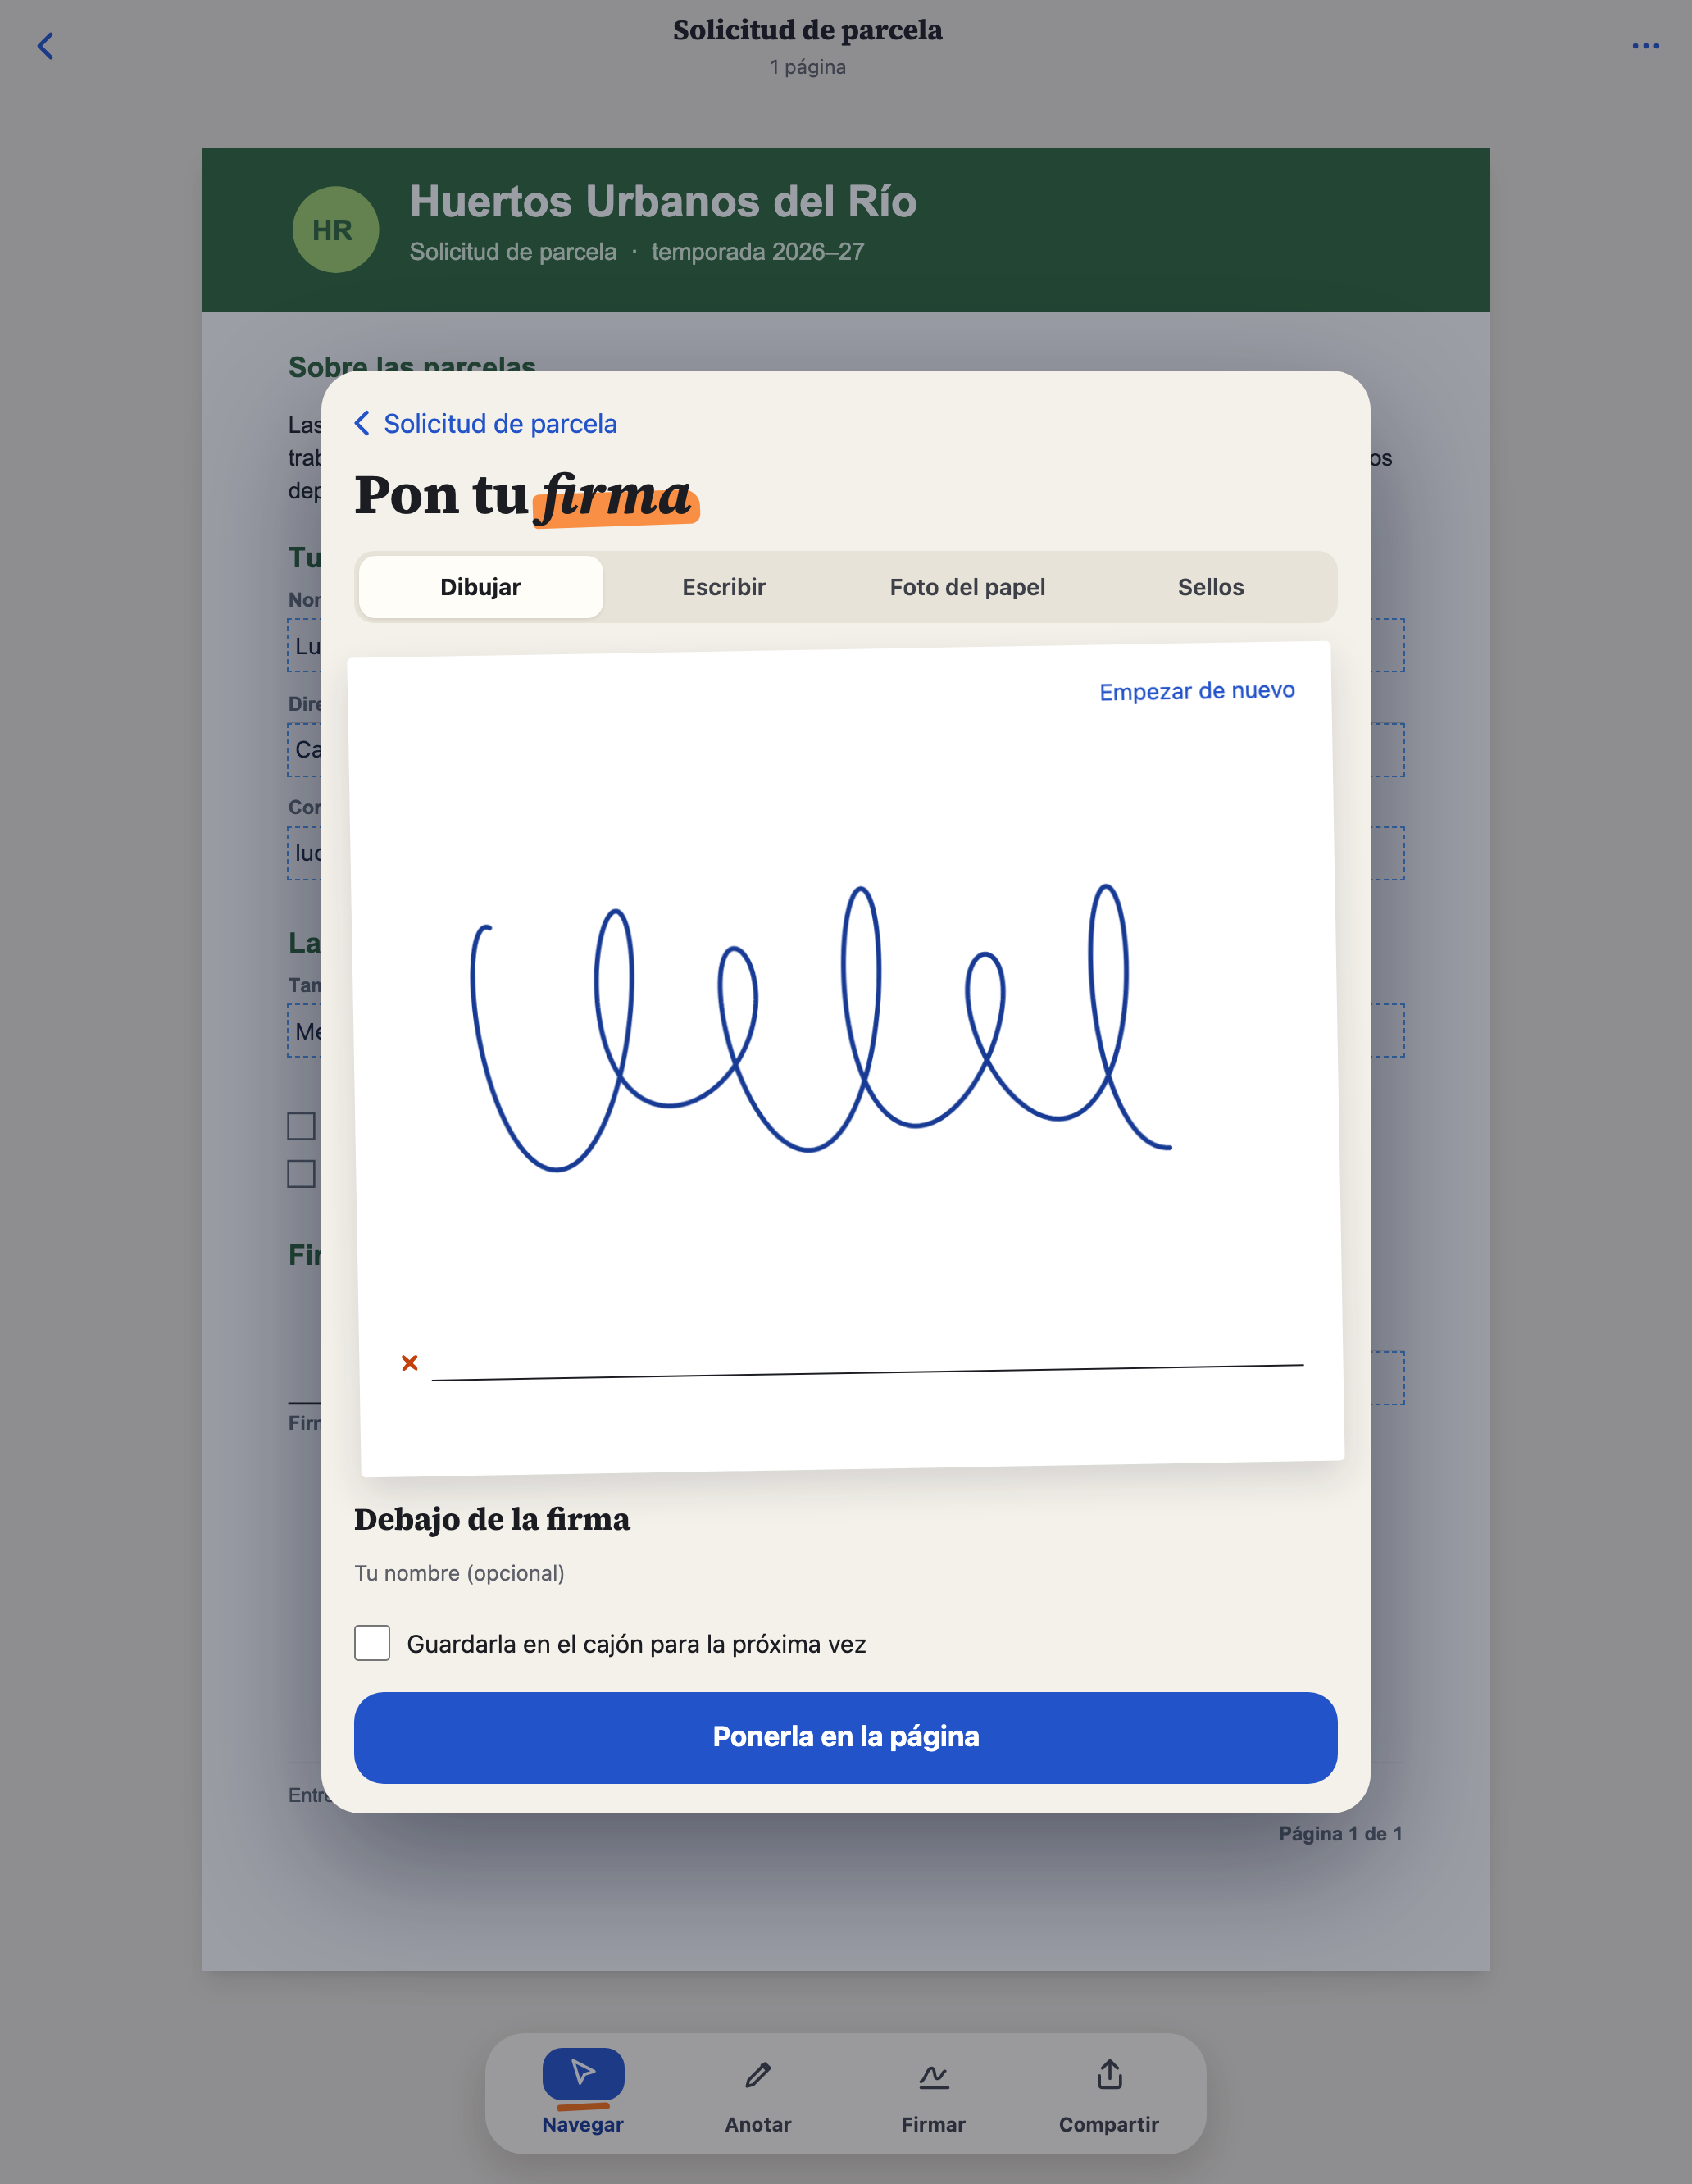 Solicitud de parcela
1 página
HR
Huertos Urbanos del Río
Solicitud de parcela · temporada 2026–27
Sobre las parcelas
Solicitud de parcela
Pon tu firma
Dibujar
Escribir
Foto del papel
Sellos
Empezar de nuevo
Debajo de la firma
Tu nombre (opcional)
Guardarla en el cajón para la próxima vez
Ponerla en la página
Página 1 de 1
Navegar
Anotar
Firmar
Compartir